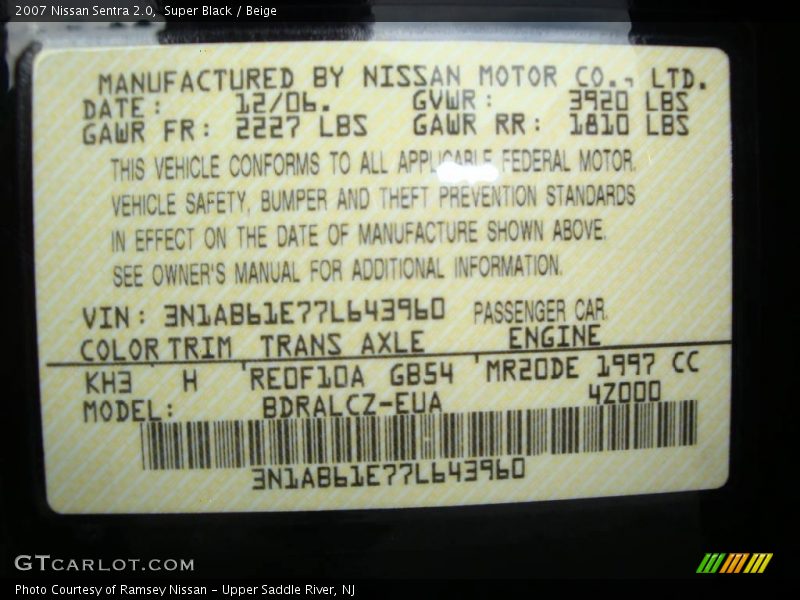 2007 Nissan Sentra 2.0,  Super Black / Beige
MANUFACTURED BY NISSAN MOTOR CO., LTD.
DATE: 12/06. GVWR: 3920 LBS
GAWR FR: 2227 LBS GAWR RR: 1810 LBS
THIS VEHICLE CONFORMS TO ALL APPLICABLE FEDERAL MOTOR
VEHICLE SAFETY, BUMPER AND THEFT PREVENTION STANDARDS
IN EFFECT ON THE DATE OF MANUFACTURE SHOWN ABOVE.
SEE OWNER'S MANUAL FOR ADDITIONAL INFORMATION.
VIN: 3N1AB61E77L643960 PASSENGER CAR
COLOR TRIM TRANS AXLE ENGINE
KH3 H RE0F10A GB54 MR20DE 1997 CC
MODEL: BDRALCZ-EUA 4Z000
3N1AB61E77L643960
GTCARLOT.COM
Photo Courtesy of Ramsey Nissan – Upper Saddle River, NJ